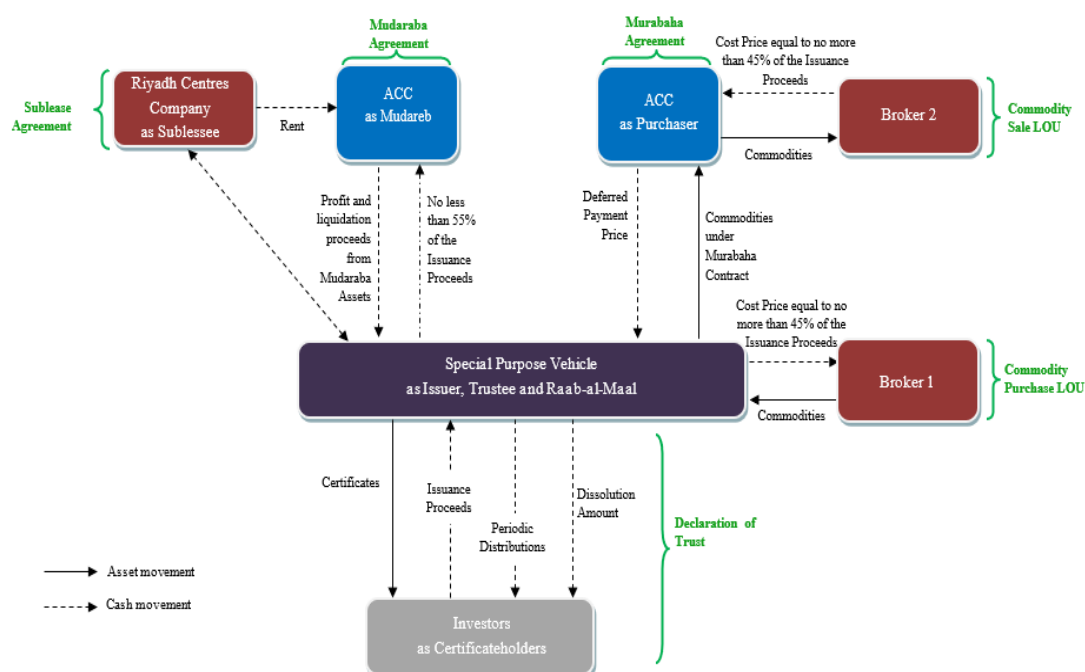 Mudaraba
Agreement
Murabaha
Agreement
Cost Price equal to no more
than 45% of the Issuance
Proceeds
Sublease
Agreement
Riyadh Centres
Company
as Sublessee
Rent
ACC
as Mudareb
ACC
as Purchaser
Broker 2
Commodity
Sale LOU
Commodities
Profit and
liquidation
proceeds
from
Mudaraba
Assets
No less
than 55%
of the
Issuance
Proceeds
Deferred
Payment
Price
Commodities
under
Murabaha
Contract
Cost Price equal to no
more than 45% of the
Issuance Proceeds
Special Purpose Vehicle
as Issuer, Trustee and Raab-al-Maal
Broker 1
Commodity
Purchase LOU
Commodities
Certificates
Issuance
Proceeds
Periodic
Distributions
Dissolution
Amount
Declaration of
Trust
Asset movement
Cash movement
Investors
as Certificateholders